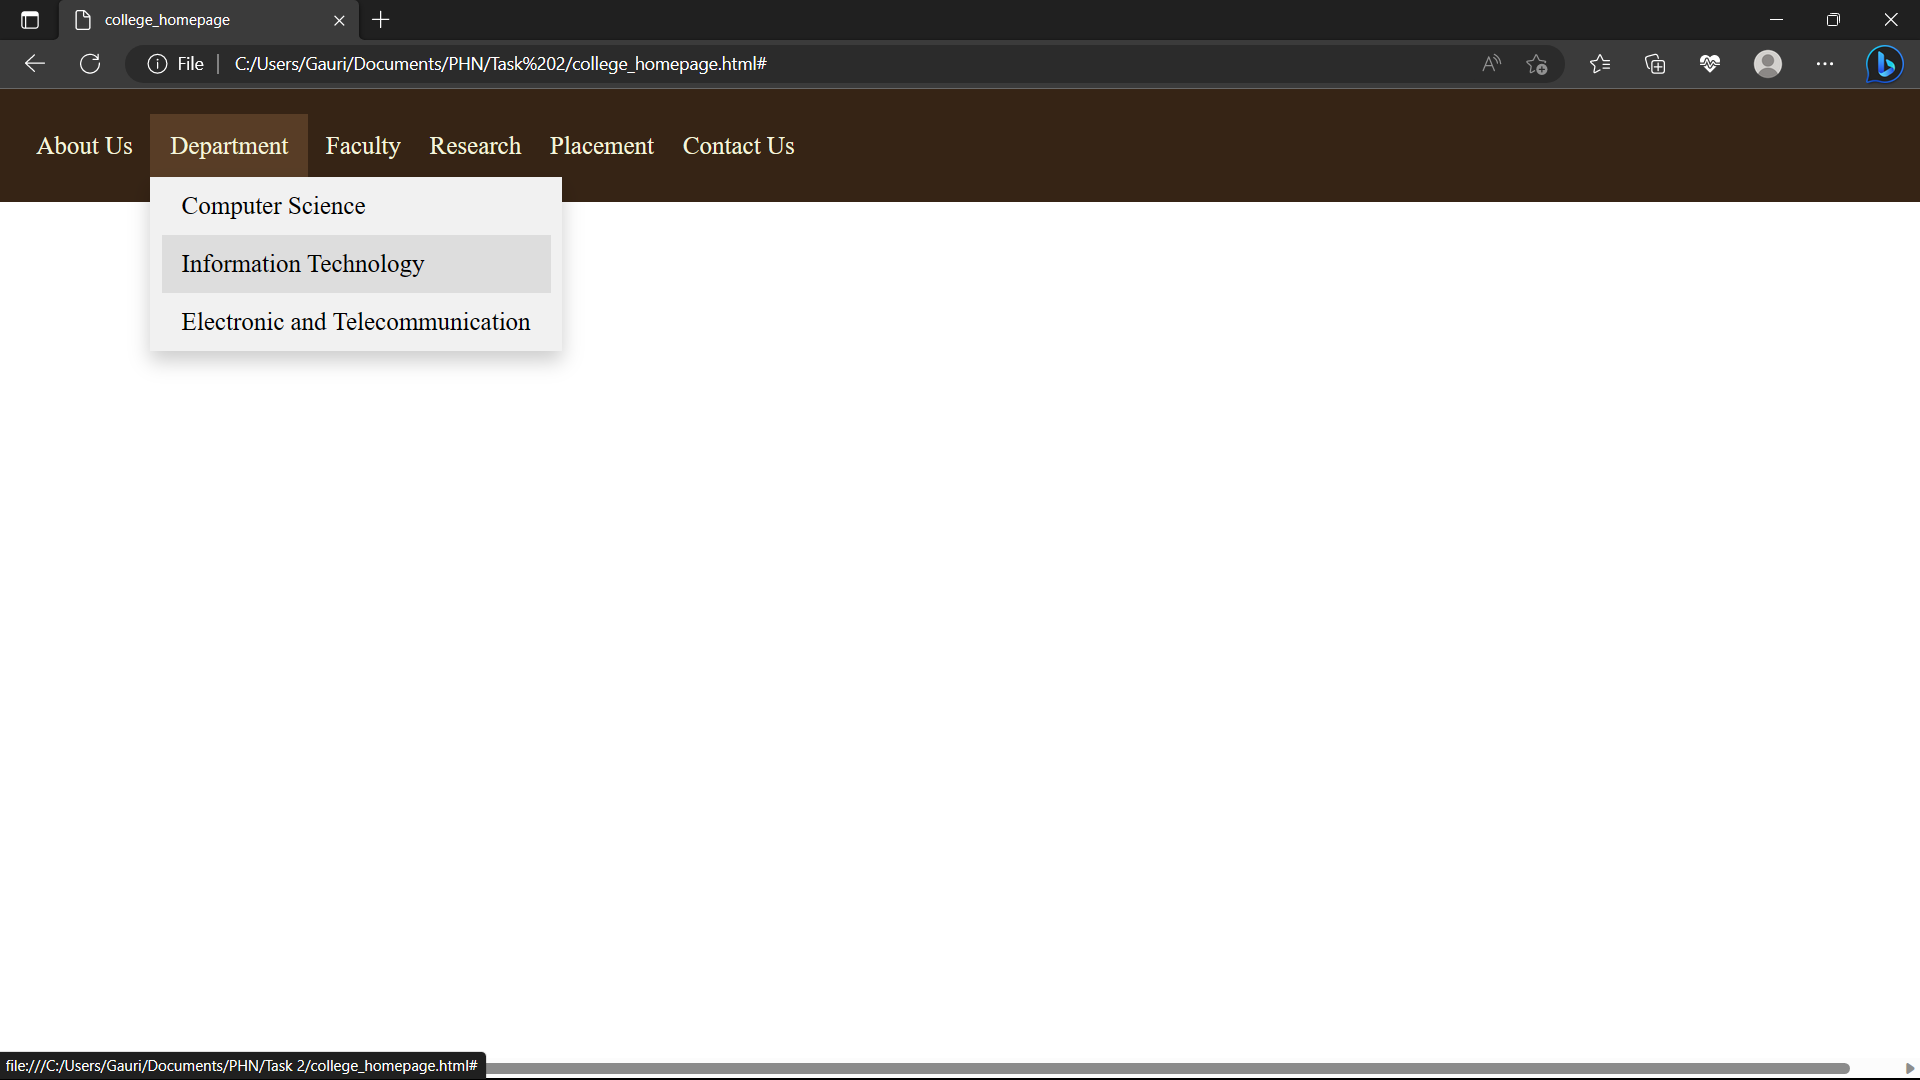 college_homepage
File
C:/Users/Gauri/Documents/PHN/Task%202/college_homepage.html#
About Us Department Faculty Research Placement Contact Us
Computer Science
Information Technology
Electronic and Telecommunication
file:///C:/Users/Gauri/Documents/PHN/Task 2/college_homepage.html#